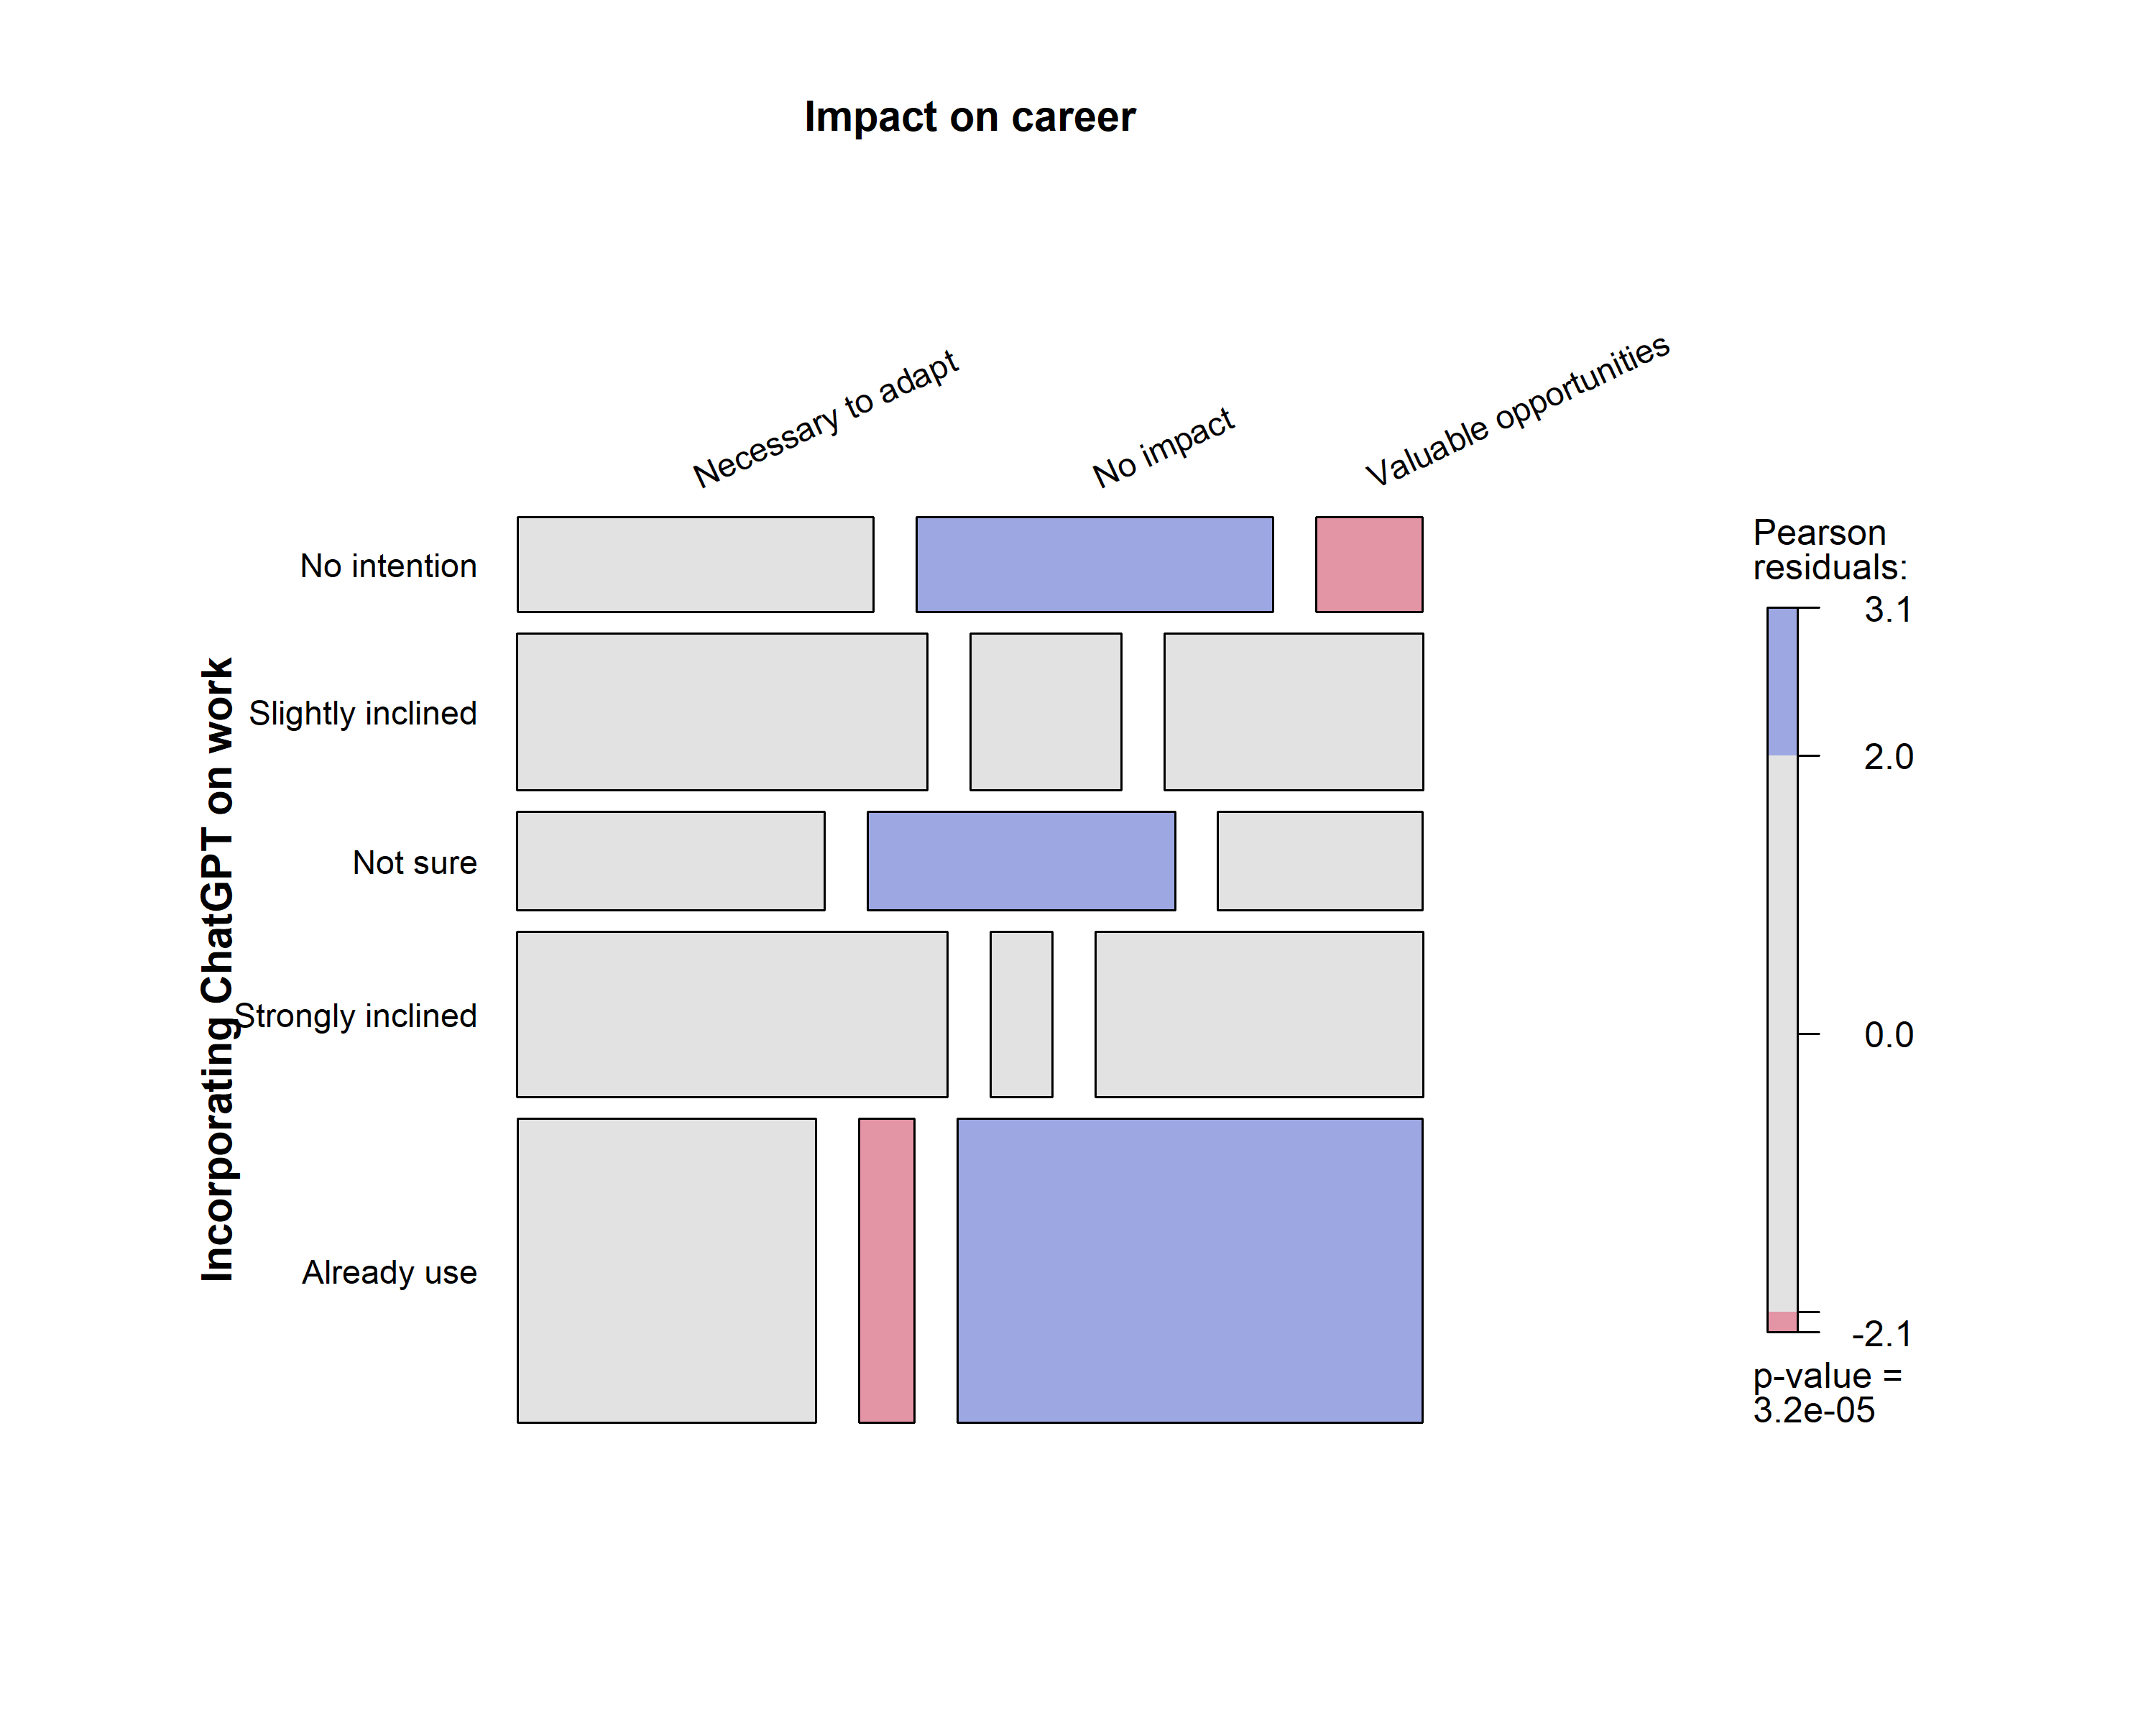 Impact on career
Necessary to adapt
No impact
Valuable opportunities
Incorporating ChatGPT on work
No intention
Slightly inclined
Not sure
Strongly inclined
Already use
Pearson
residuals:
3.1
2.0
0.0
-2.1
p-value =
3.2e-05